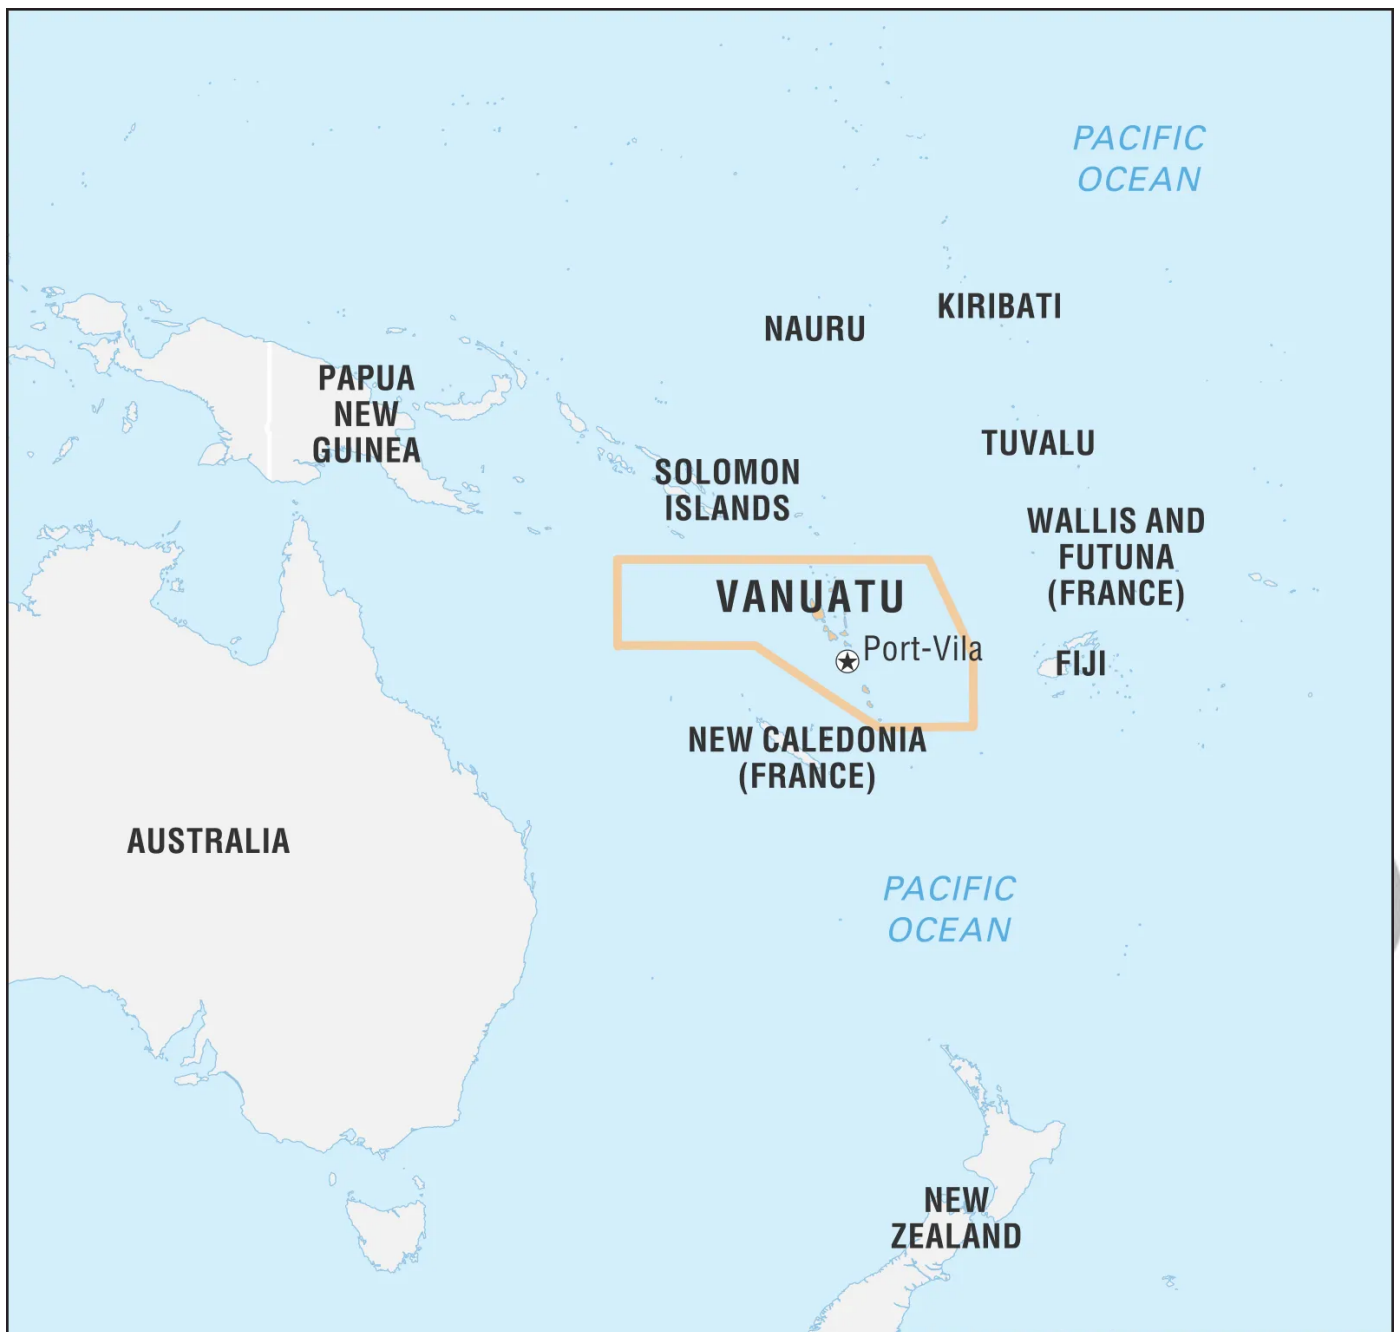 PACIFIC
OCEAN
KIRIBATI
NAURU
PAPUA
NEW
GUINEA
TUVALU
SOLOMON
ISLANDS
WALLIS AND
FUTUNA
(FRANCE)
VANUATU
Port-Vila
FIJI
NEW CALEDONIA
(FRANCE)
AUSTRALIA
PACIFIC
OCEAN
NEW
ZEALAND